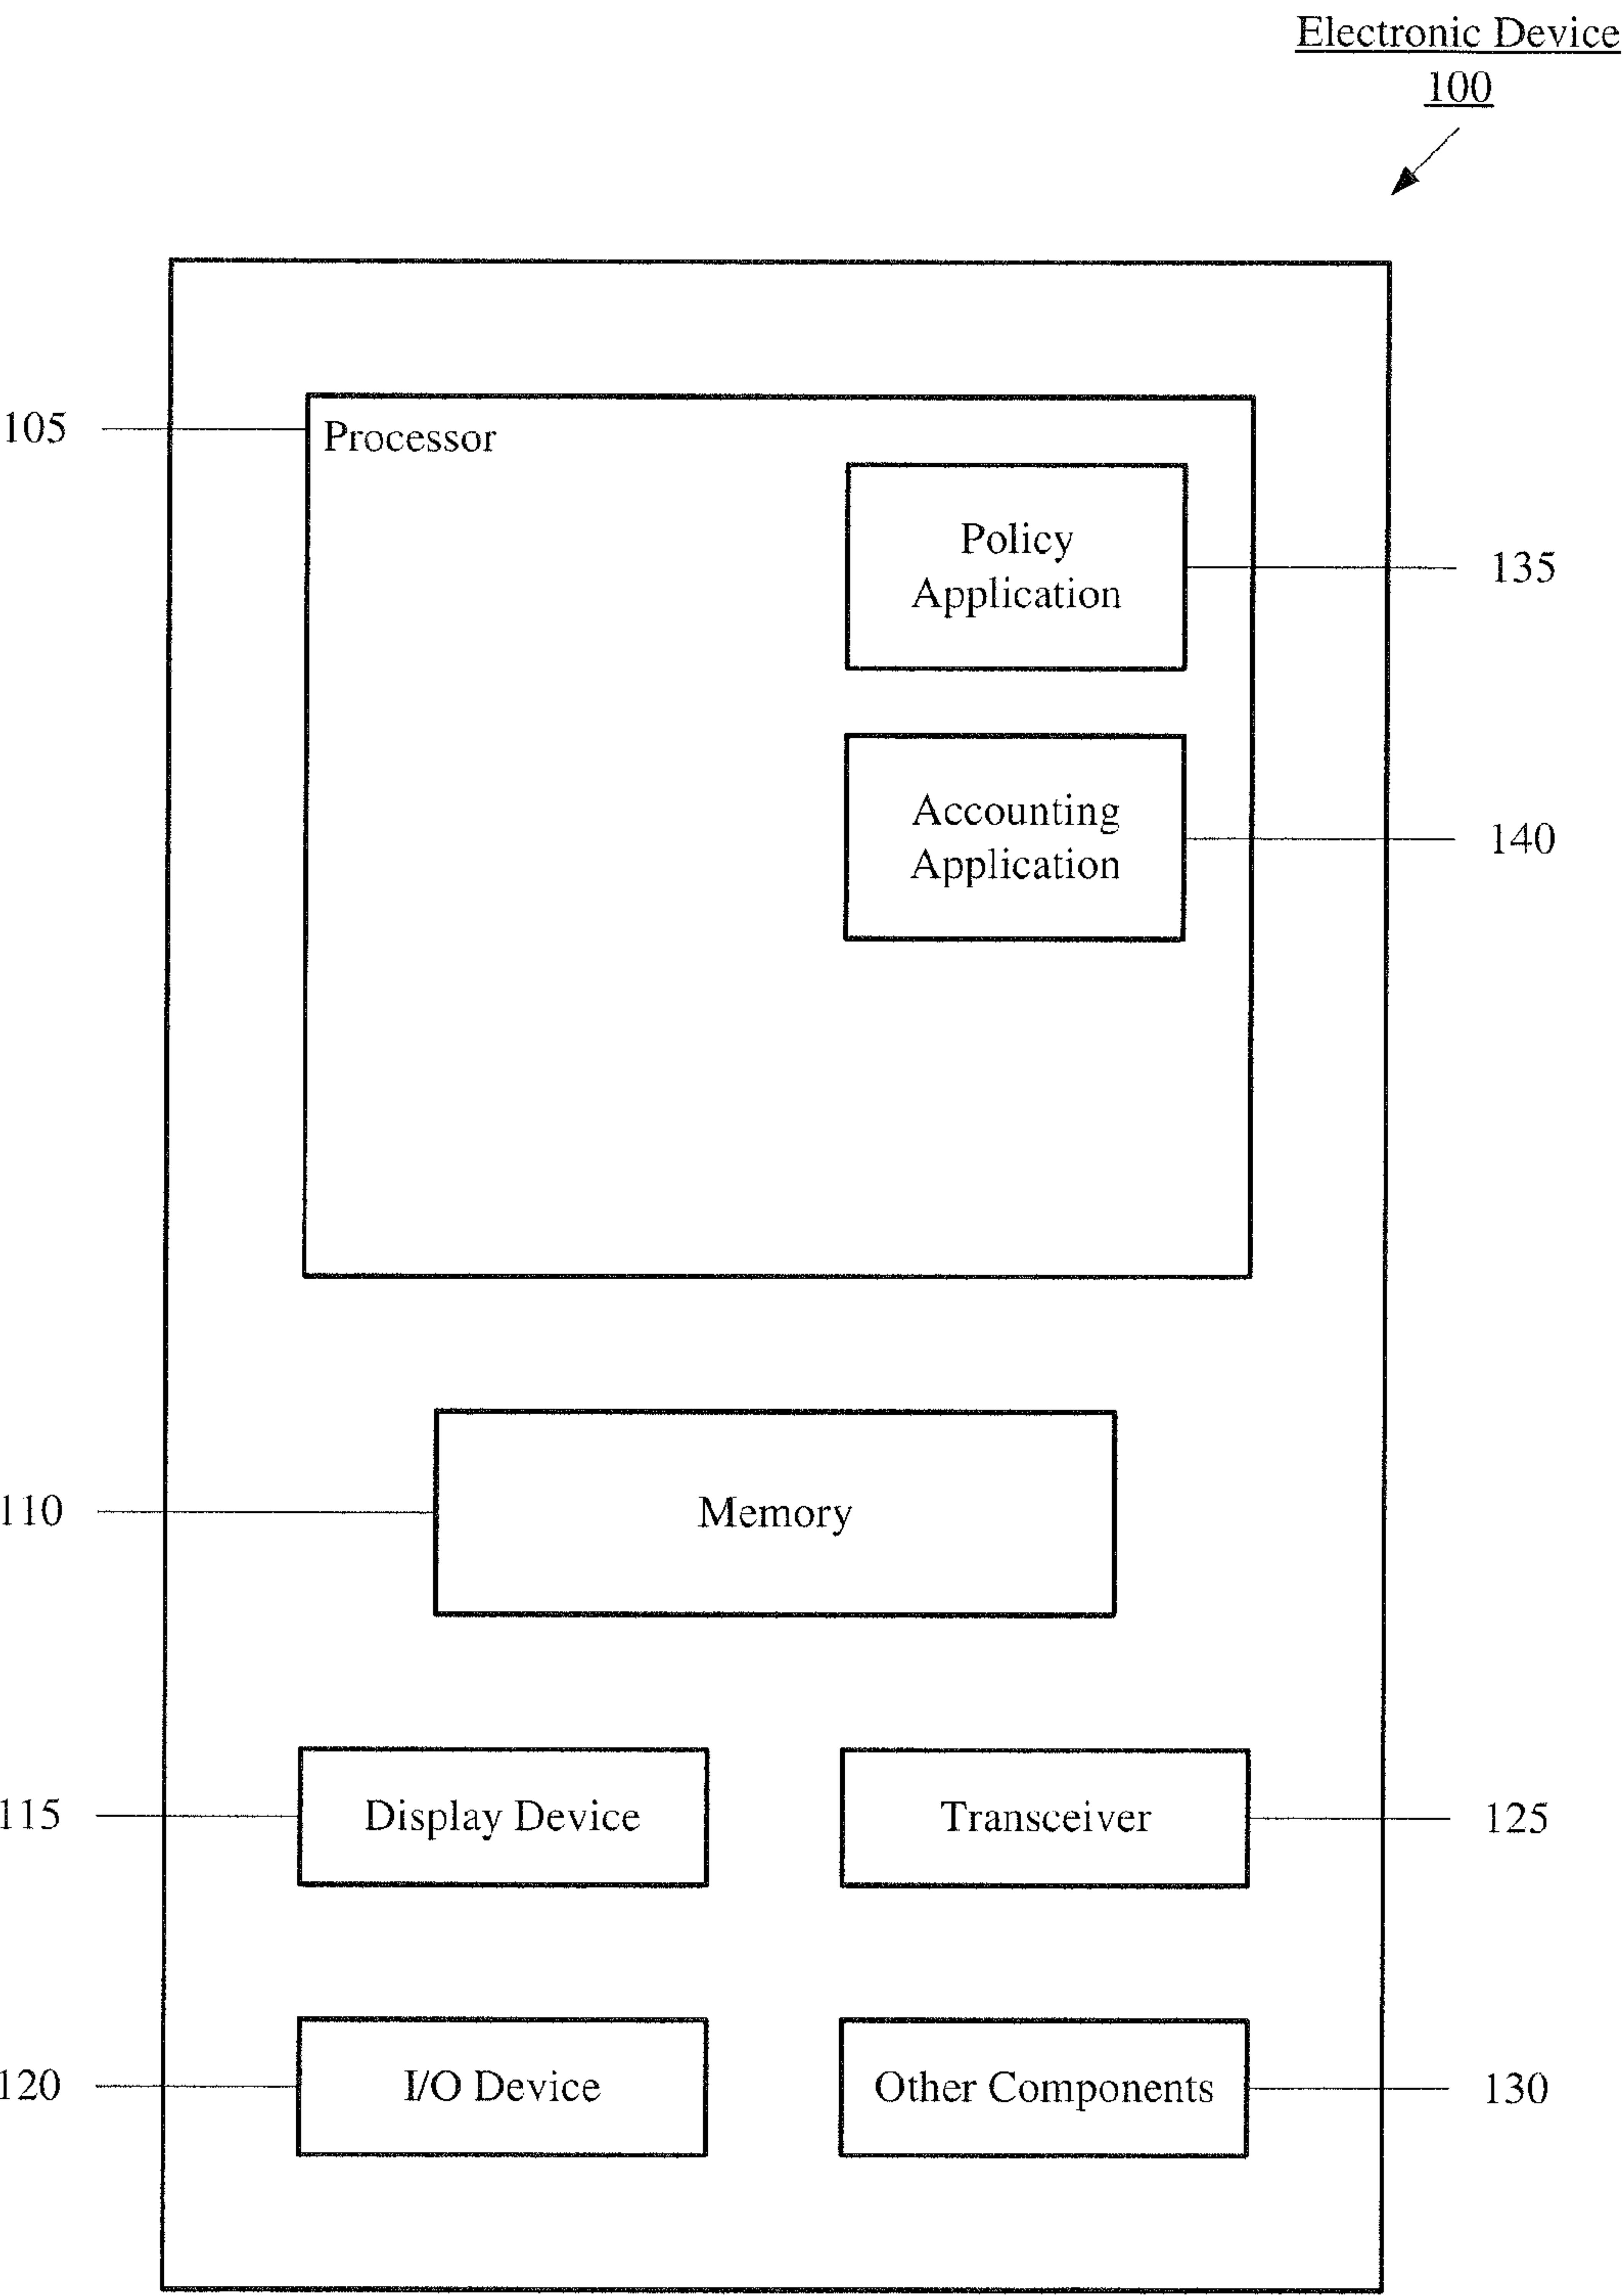 Electronic Device
100
105
Processor
Policy
Application
135
Accounting
Application
140
110
Memory
115
Display Device
Transceiver
125
120
I/O Device
Other Components
130